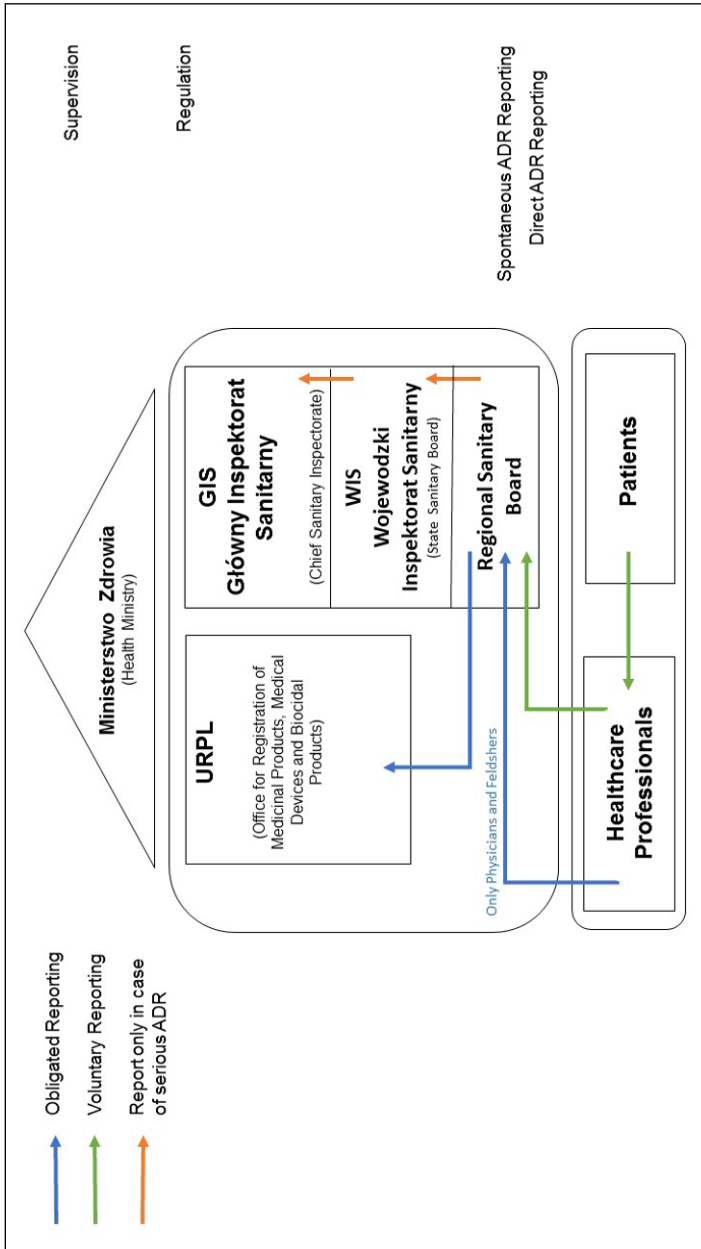 Obligated Reporting
Voluntary Reporting
Report only in case
of serious ADR
Ministerstwo Zdrowia
(Health Ministry)
Supervision
Regulation
URPL
(Office for Registration of
Medicinal Products, Medical
Devices and Biocidal
Products)
GIS
Główny Inspektorat
Sanitarny
(Chief Sanitary Inspectorate)
WIS
Wojewodzki
Inspektorat Sanitarny
(State Sanitary Board)
Regional Sanitary
Board
Only Physicians and Feldshers
Spontaneous ADR Reporting
Direct ADR Reporting
Healthcare
Professionals
Patients